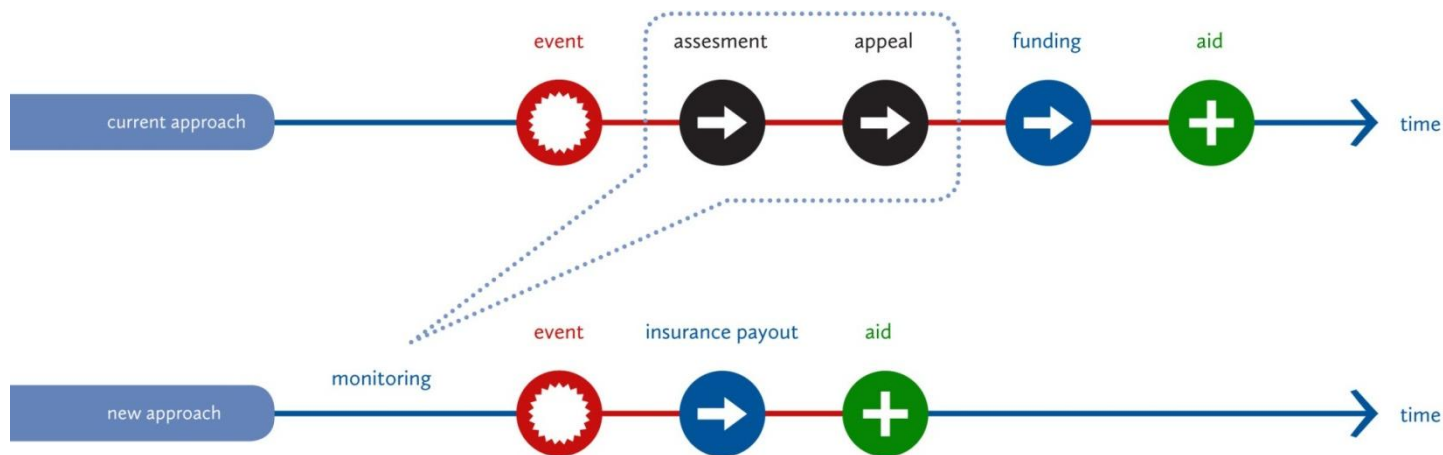 event
assesment
appeal
funding
aid
current approach
time
event
insurance payout
aid
monitoring
new approach
time